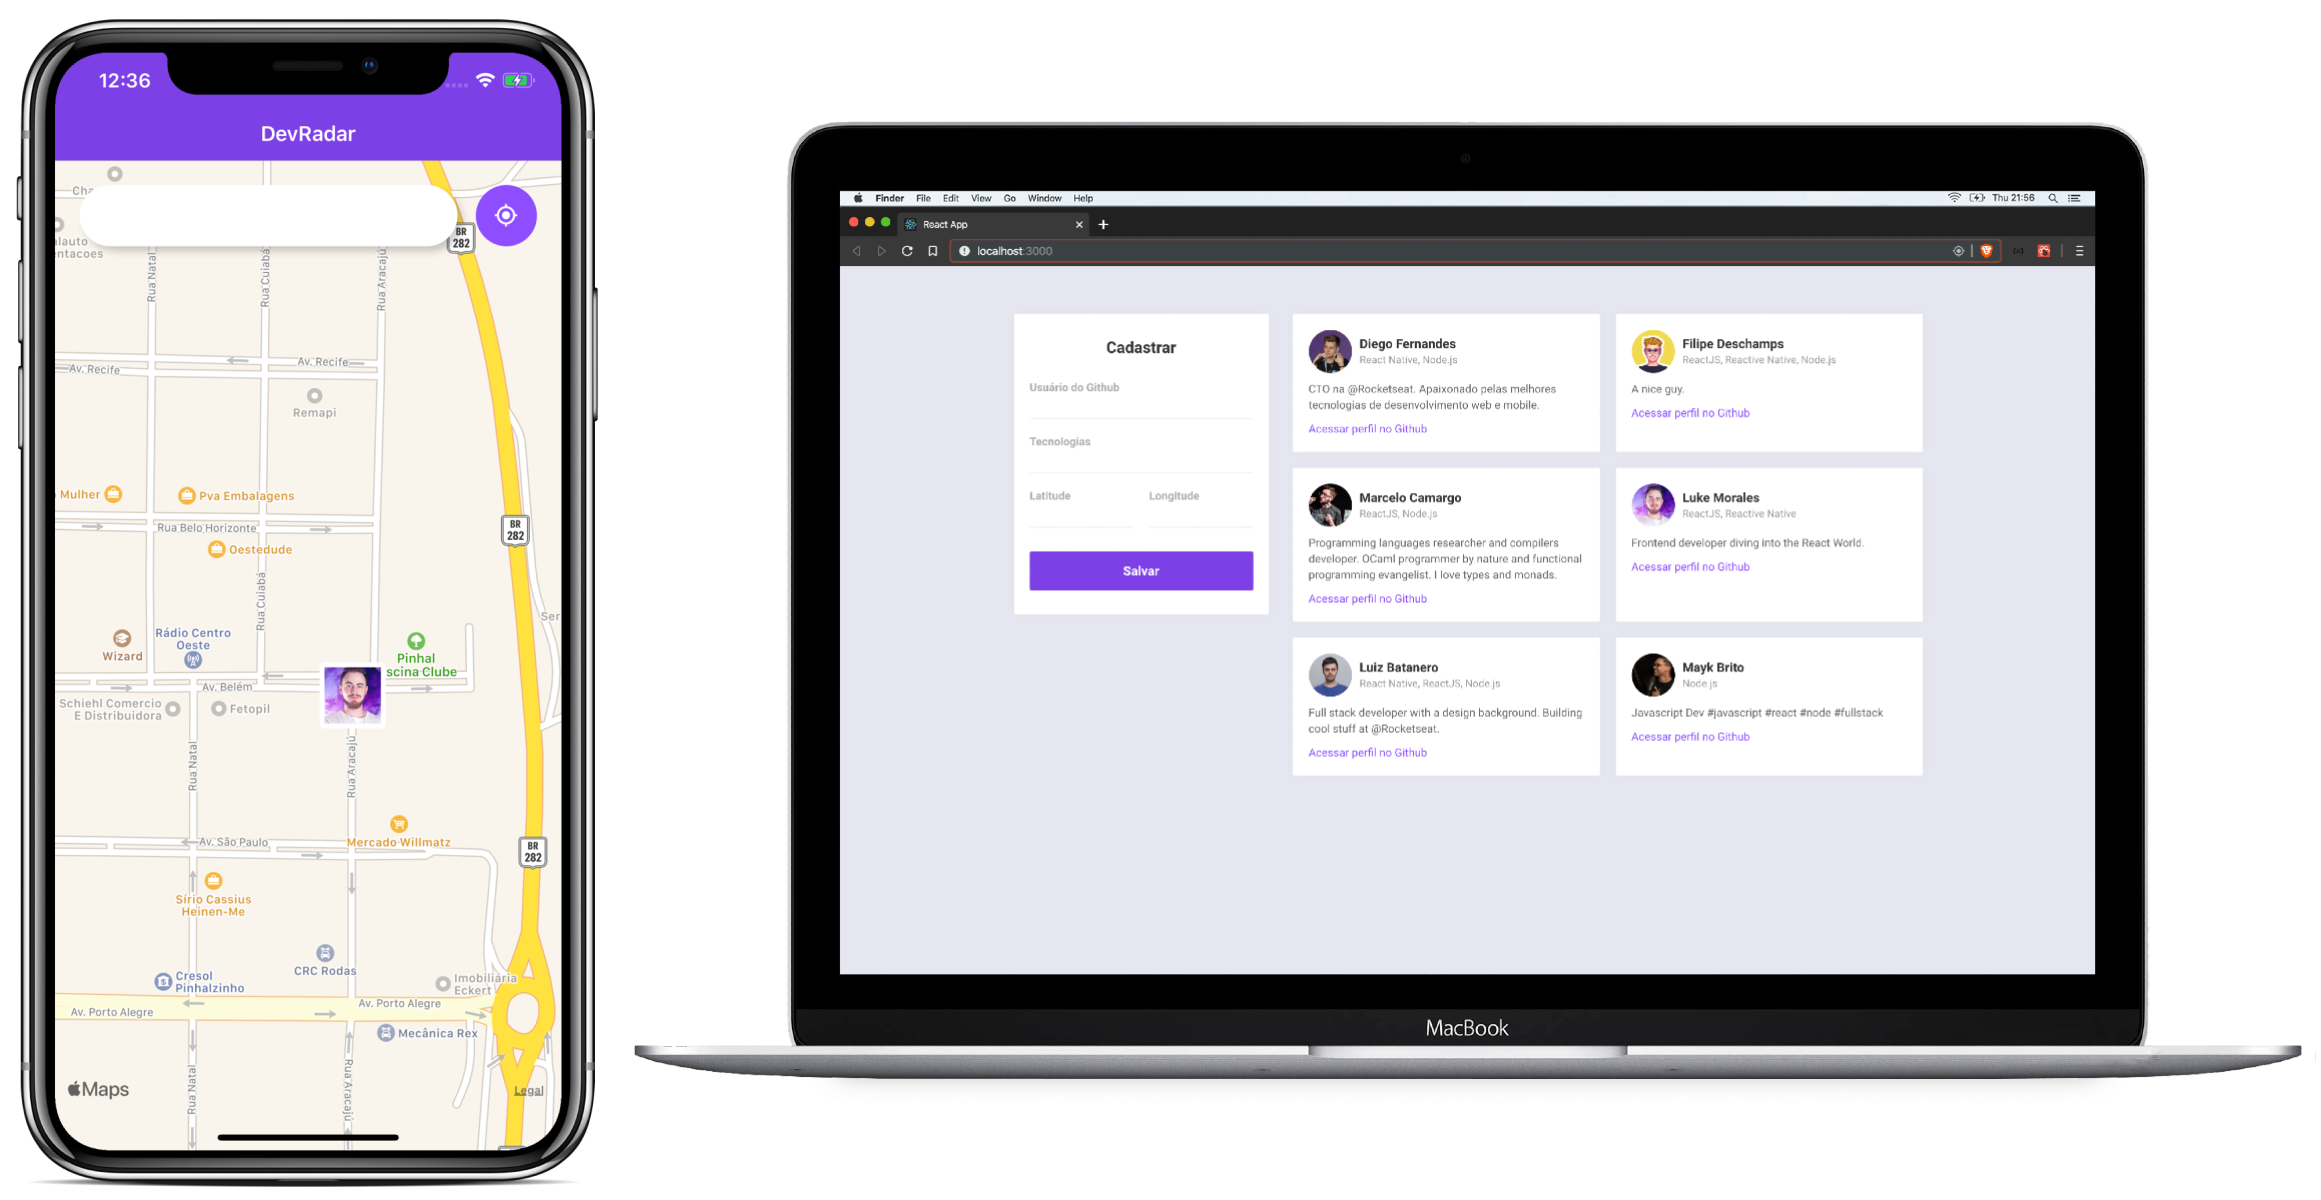 12:36
DevRadar
Cha
BR
282
lauto
ntacoes
Rua Natal
Rua Cuiabá
Rua Aracajú
Av. Recife
Av. Recife
Remapi
Mulher
Pva Embalagens
Rua Belo Horizonte
BR
282
Oestedude
Rua Cuiabá
Ser
Rádio Centro
Oeste
Wizard
Pinhal
scina Clube
Av. Belém
Schiehl Comercio
E Distribuidora
Fetopil
Rua Natal
Rua Aracajú
Av. São Paulo
Mercado Willmatz
BR
282
Sírio Cassius
Heinen-Me
CRC Rodas
Cresol
Pinhalzinho
Imobiliária
Eckert
Av. Porto Alegre
Av. Porto Alegre
Mecânica Rex
Rua Natal
Rua Aracajú
Maps
Legal
Finder File Edit View Go Window Help
Thu 21:56
React App
localhost:3000
Cadastrar
Usuário do Github
Tecnologias
Latitude
Longitude
Salvar
Diego Fernandes
React Native, Node.js
CTO na @Rocketseat. Apaixonado pelas melhores
tecnologias de desenvolvimento web e mobile.
Acessar perfil no Github
Filipe Deschamps
ReactJS, Reactive Native, Node.js
A nice guy.
Acessar perfil no Github
Marcelo Camargo
ReactJS, Node.js
Programming languages researcher and compilers
developer. OCaml programmer by nature and functional
programming evangelist. I love types and monads.
Acessar perfil no Github
Luke Morales
ReactJS, Reactive Native
Frontend developer diving into the React World.
Acessar perfil no Github
Luiz Batanero
React Native, ReactJS, Node.js
Full stack developer with a design background. Building
cool stuff at @Rocketseat.
Acessar perfil no Github
Mayk Brito
Node.js
Javascript Dev #javascript #react #node #fullstack
Acessar perfil no Github
MacBook